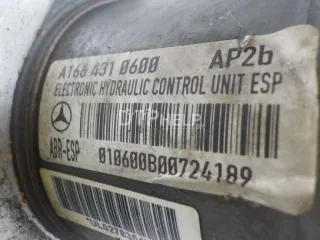 A168 431 0600 AP2b
ELECTRONIC HYDRAULIC CONTROL UNIT ESP
ABR-ESP
010600B00724189